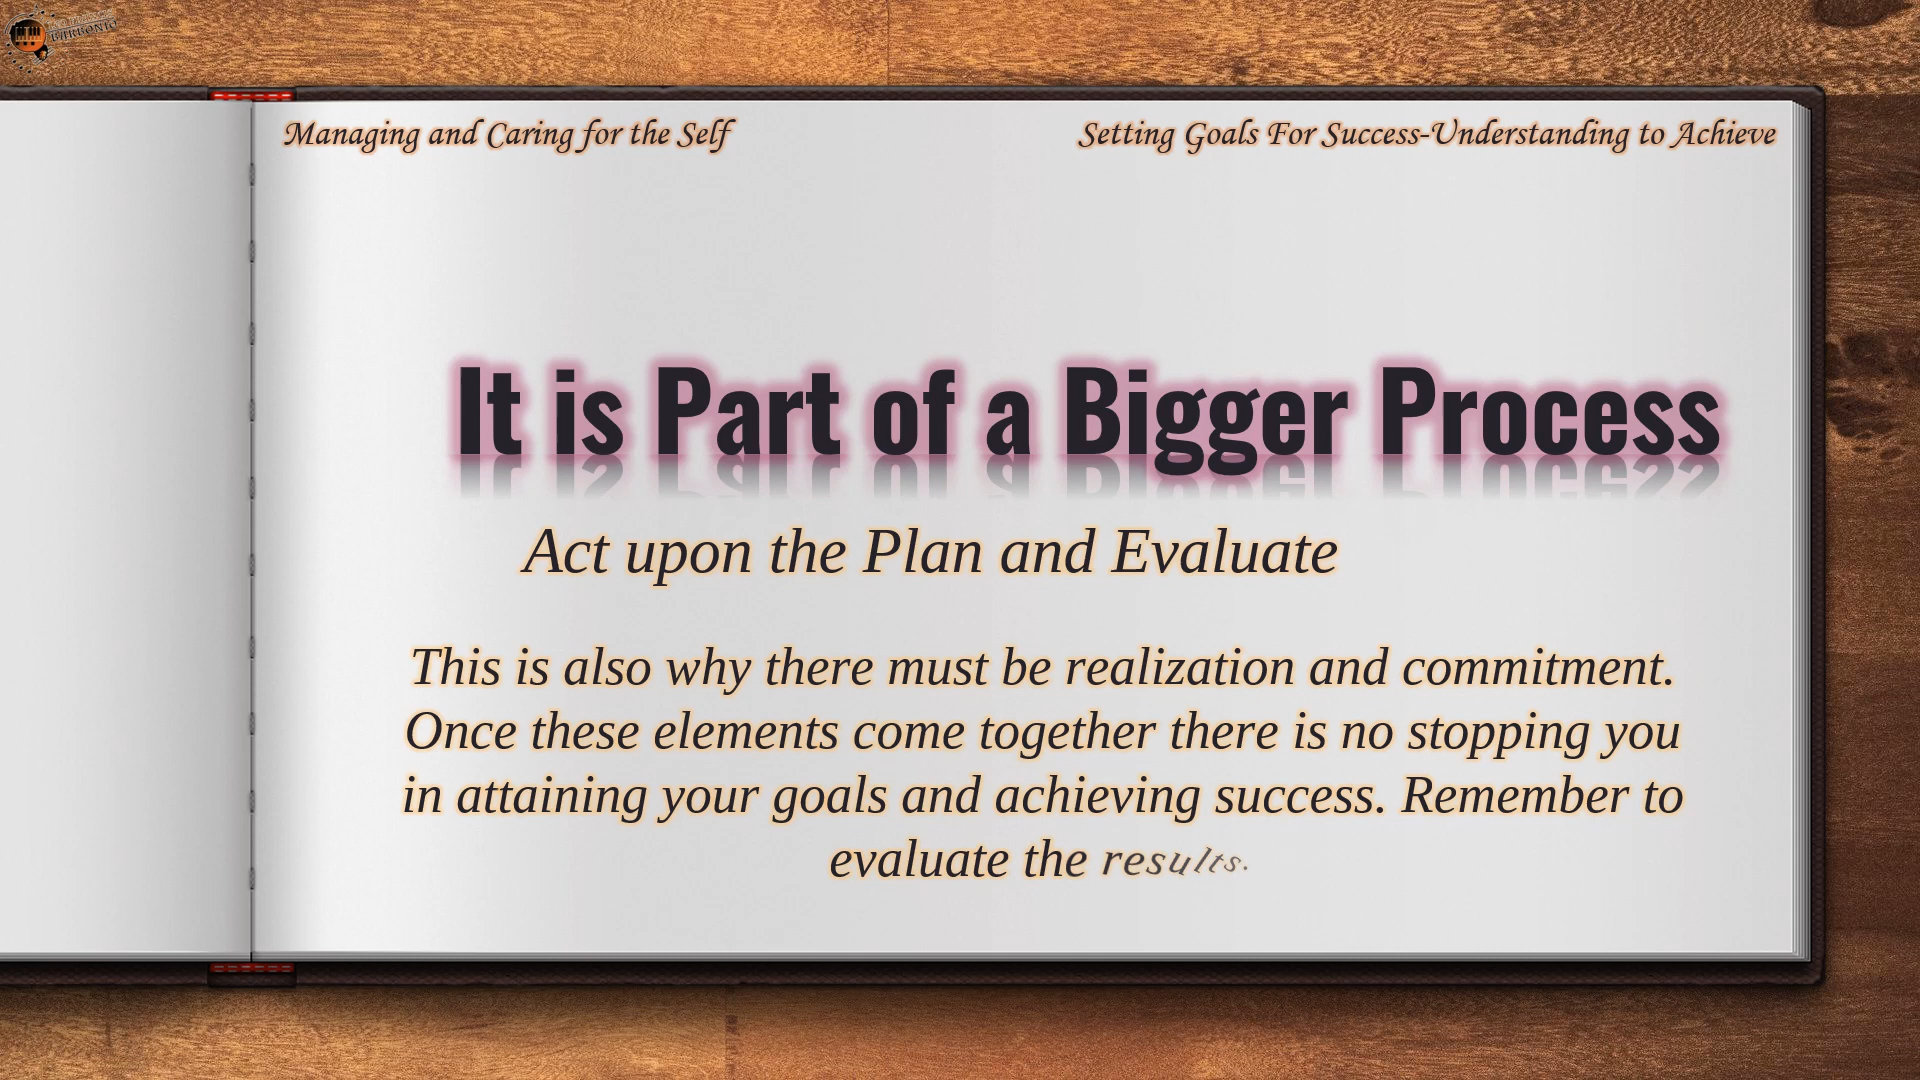 BARBONIO
Managing and Caring for the Self
Setting Goals For Success-Understanding to Achieve
It is Part of a Bigger Process
Act upon the Plan and Evaluate
This is also why there must be realization and commitment.
Once these elements come together there is no stopping you
in attaining your goals and achieving success. Remember to
evaluate the results.